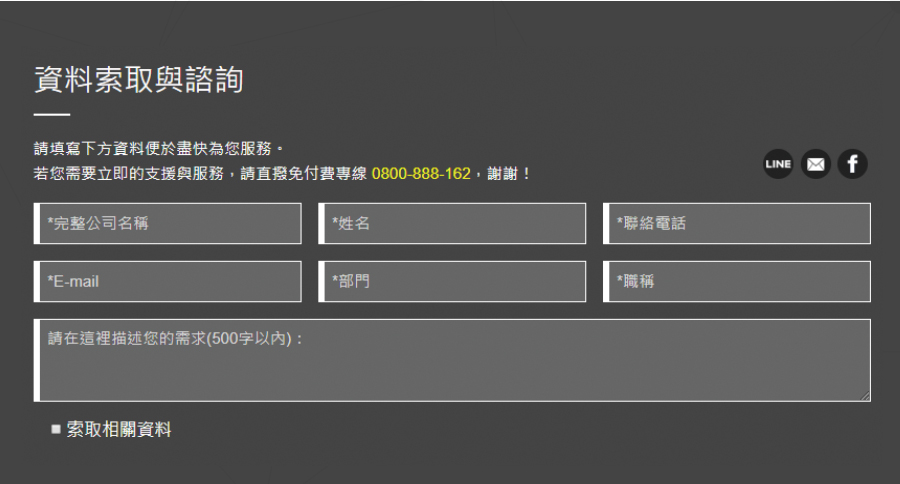 資料索取與諮詢
請填寫下方資料便於盡快為您服務。
若您需要立即的支援與服務，請直撥免付費專線 0800-888-162，謝謝！
LINE
f
*完整公司名稱
*姓名
*聯絡電話
*E-mail
*部門
*職稱
請在這裡描述您的需求(500字以內)：
索取相關資料